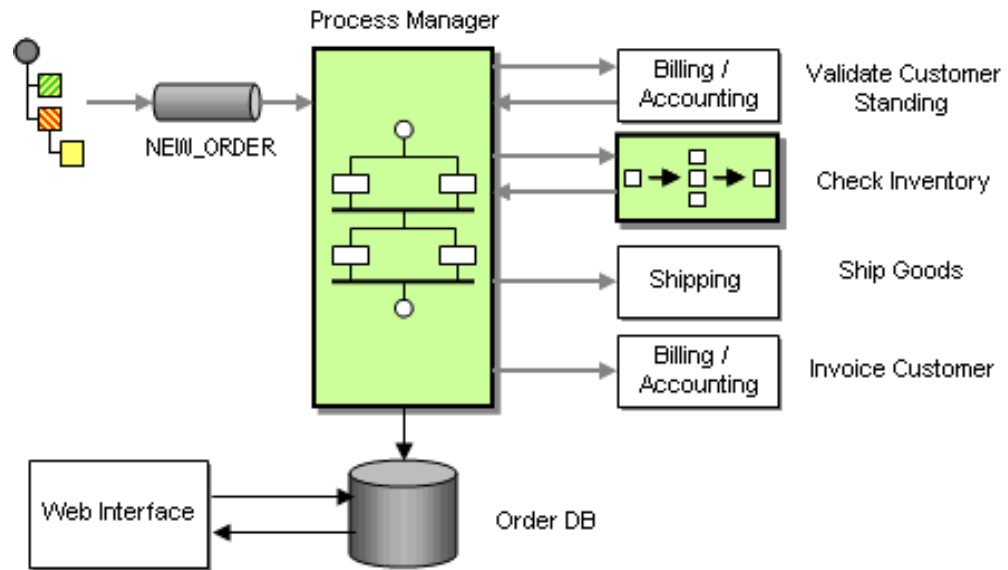 Process Manager
NEW_ORDER
Billing /
Accounting
Validate Customer
Standing
Check Inventory
Shipping
Ship Goods
Billing /
Accounting
Invoice Customer
Web Interface
Order DB